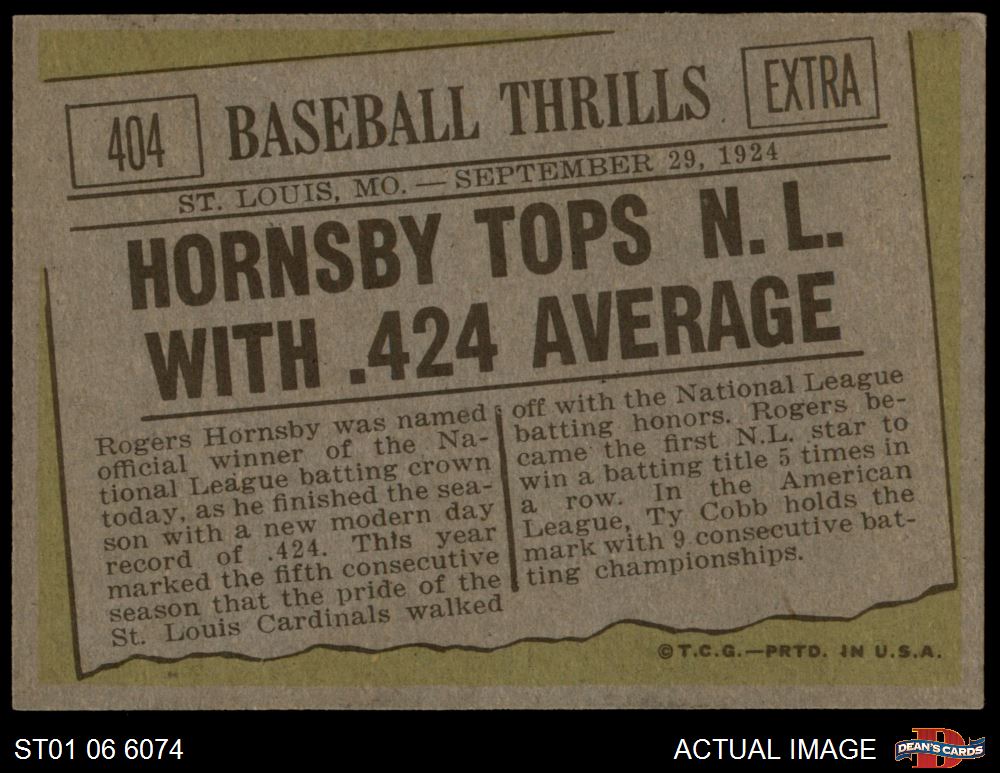 404
BASEBALL THRILLS
EXTRA
ST. LOUIS, MO. — SEPTEMBER 29, 1924
HORNSBY TOPS N. L.
WITH .424 AVERAGE
Rogers Hornsby was named
official winner of the Na-
tional League batting crown
today, as he finished the sea-
son with a new modern day
record of .424. This year
marked the fifth consecutive
season that the pride of the
St. Louis Cardinals walked
off with the National League
batting honors. Rogers be-
came the first N.L. star to
win a batting title 5 times in
a row. In the American
League, Ty Cobb holds the
mark with 9 consecutive bat-
ting championships.
© T.C.G.—PRTD. IN U.S.A.
ST01 06 6074
ACTUAL IMAGE
D
DEAN'S CARDS